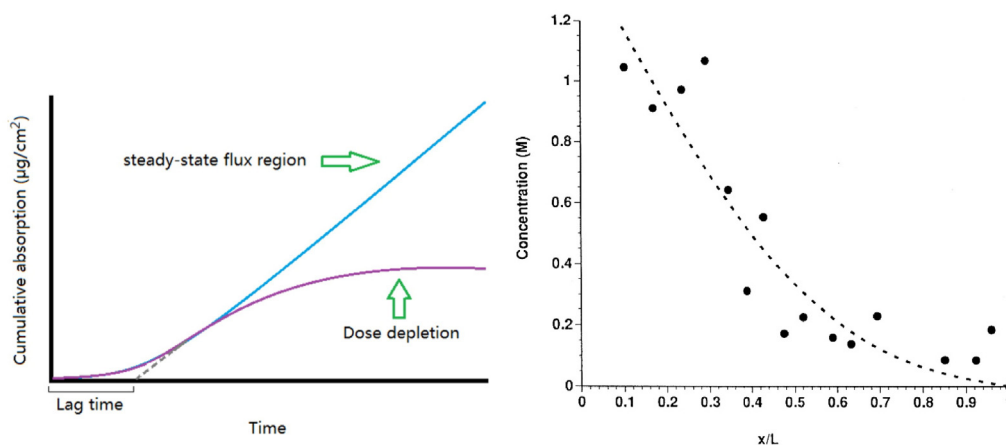 Cumulative absorption (µg/cm²)
steady-state flux region
Dose depletion
Lag time
Time
Concentration (M)
1.2
1
0.8
0.6
0.4
0.2
0
0 0.1 0.2 0.3 0.4 0.5 0.6 0.7 0.8 0.9
x/L